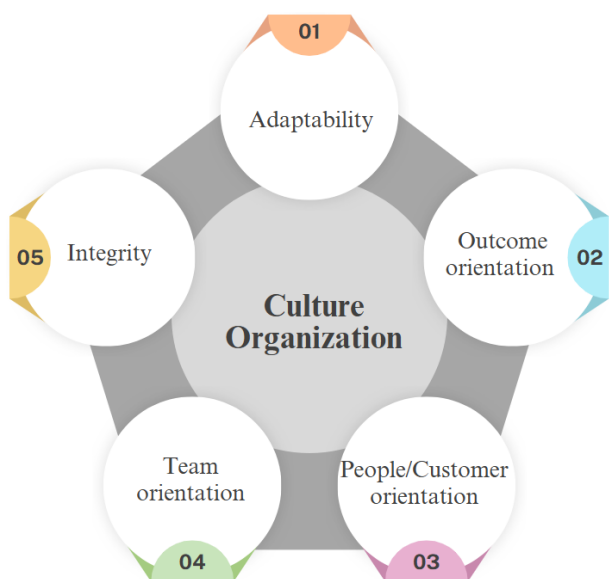 01
Adaptability
Outcome
orientation
02
People/Customer
orientation
03
Team
orientation
04
Integrity
05
Culture
Organization